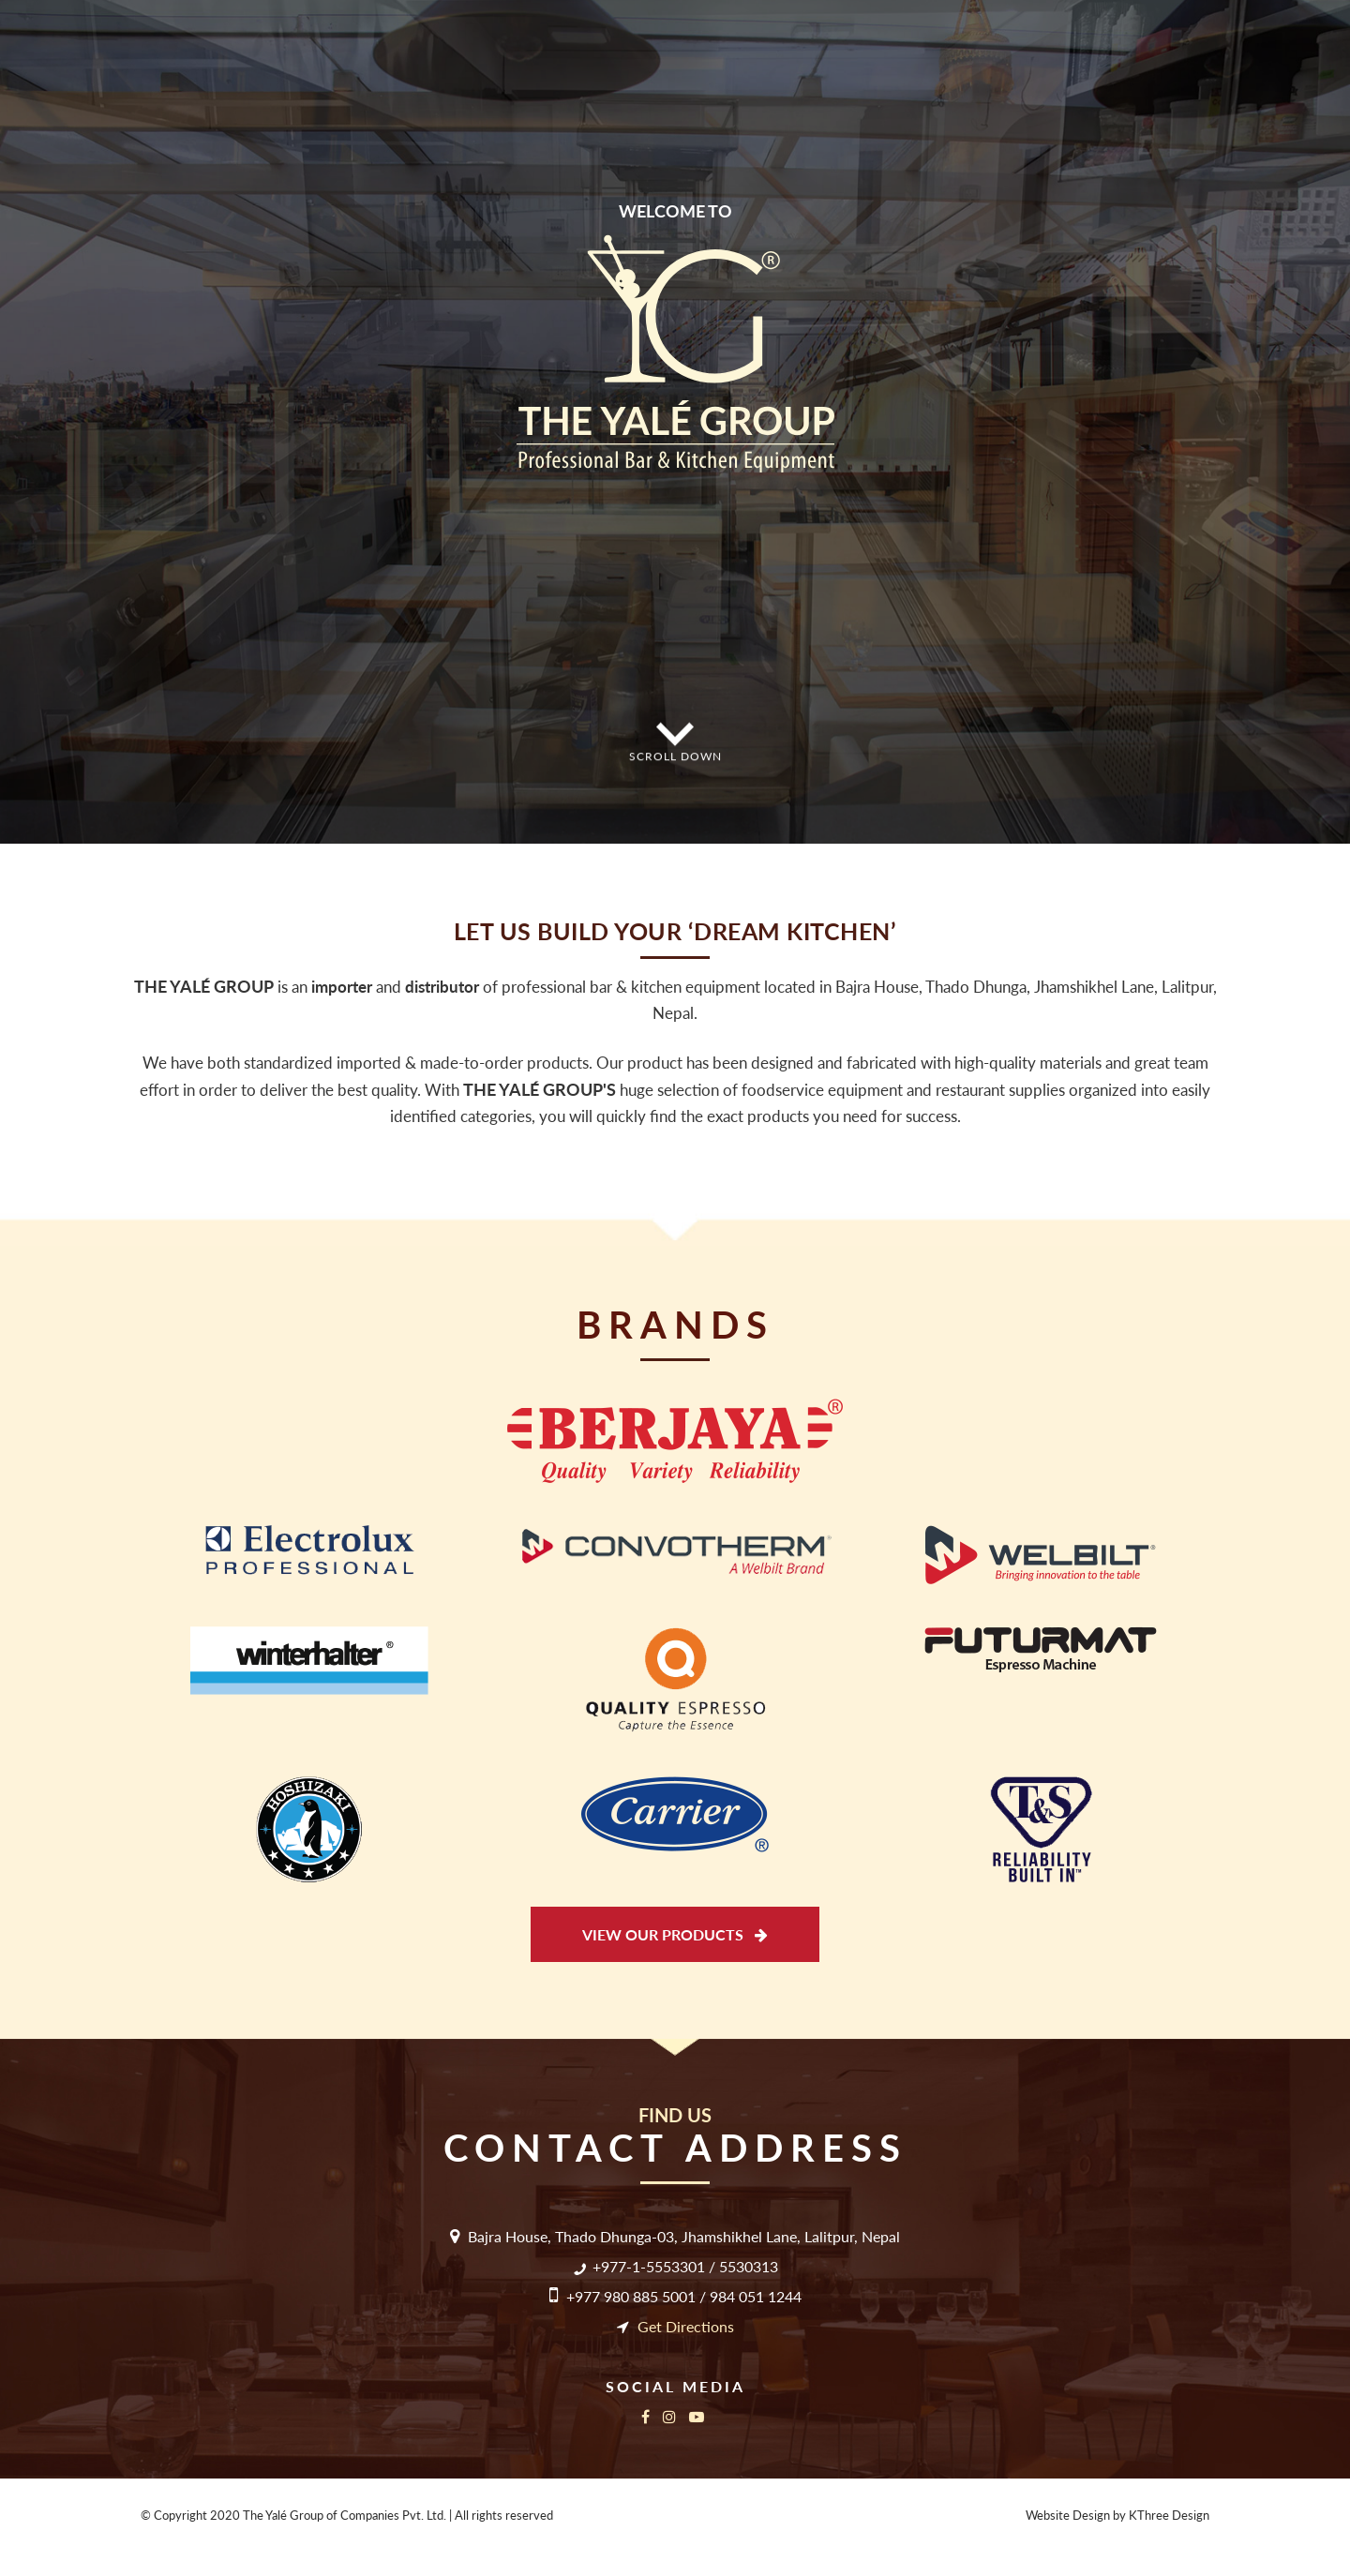 WELCOME TO
YG®
THE YALÉ GROUP
Professional Bar & Kitchen Equipment
SCROLL DOWN
LET US BUILD YOUR ‘DREAM KITCHEN’
THE YALÉ GROUP is an importer and distributor of professional bar & kitchen equipment located in Bajra House, Thado Dhunga, Jhamshikhel Lane, Lalitpur,
Nepal.
We have both standardized imported & made-to-order products. Our product has been designed and fabricated with high-quality materials and great team
effort in order to deliver the best quality. With THE YALÉ GROUP'S huge selection of foodservice equipment and restaurant supplies organized into easily
identified categories, you will quickly find the exact products you need for success.
BRANDS
BERJAYA®
Quality Variety Reliability
Electrolux
PROFESSIONAL
CONVOTHERM®
A Welbilt Brand
WELBILT®
Bringing innovation to the table
winterhalter®
QUALITY ESPRESSO
Capture the Essence
FUTURMAT
Espresso Machine
HOSHIZAKI
Carrier®
T&S
RELIABILITY
BUILT IN™
VIEW OUR PRODUCTS
FIND US
CONTACT ADDRESS
Bajra House, Thado Dhunga-03, Jhamshikhel Lane, Lalitpur, Nepal
+977-1-5553301 / 5530313
+977 980 885 5001 / 984 051 1244
Get Directions
SOCIAL MEDIA
© Copyright 2020 The Yalé Group of Companies Pvt. Ltd. | All rights reserved
Website Design by KThree Design